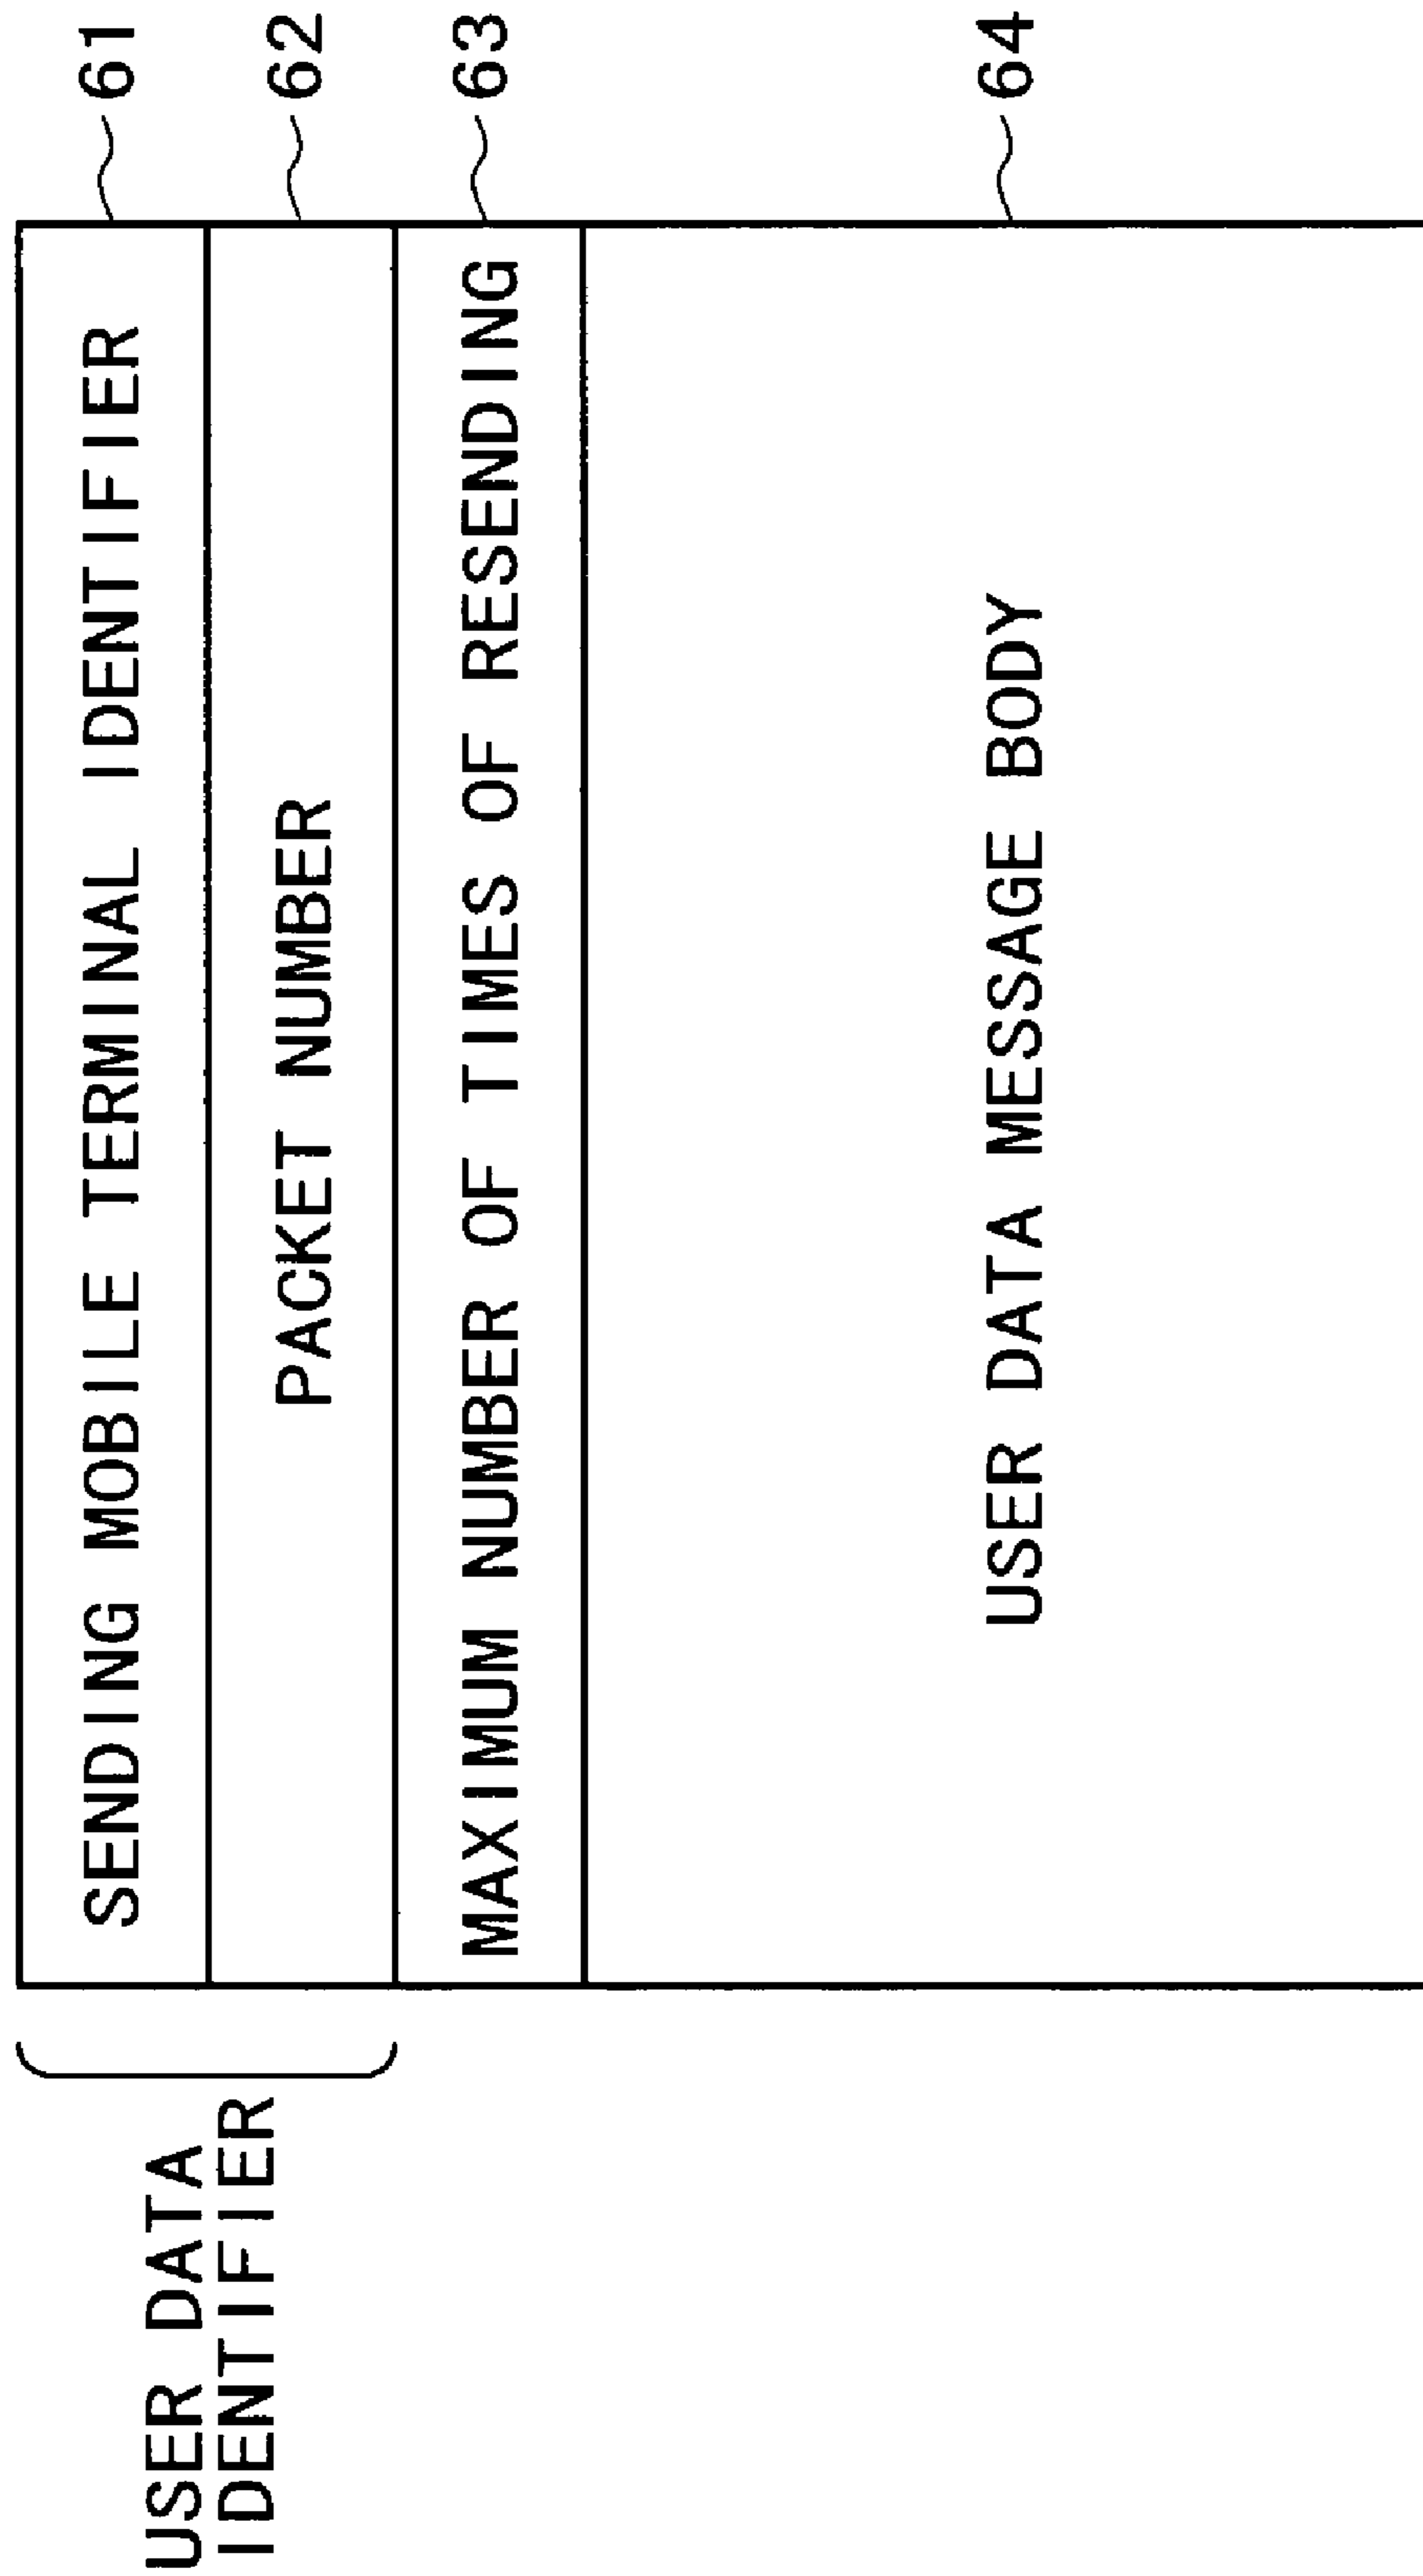 USER DATA
IDENTIFIER
SENDING MOBILE TERMINAL IDENTIFIER
61
PACKET NUMBER
62
MAXIMUM NUMBER OF TIMES OF RESENDING
63
USER DATA MESSAGE BODY
64